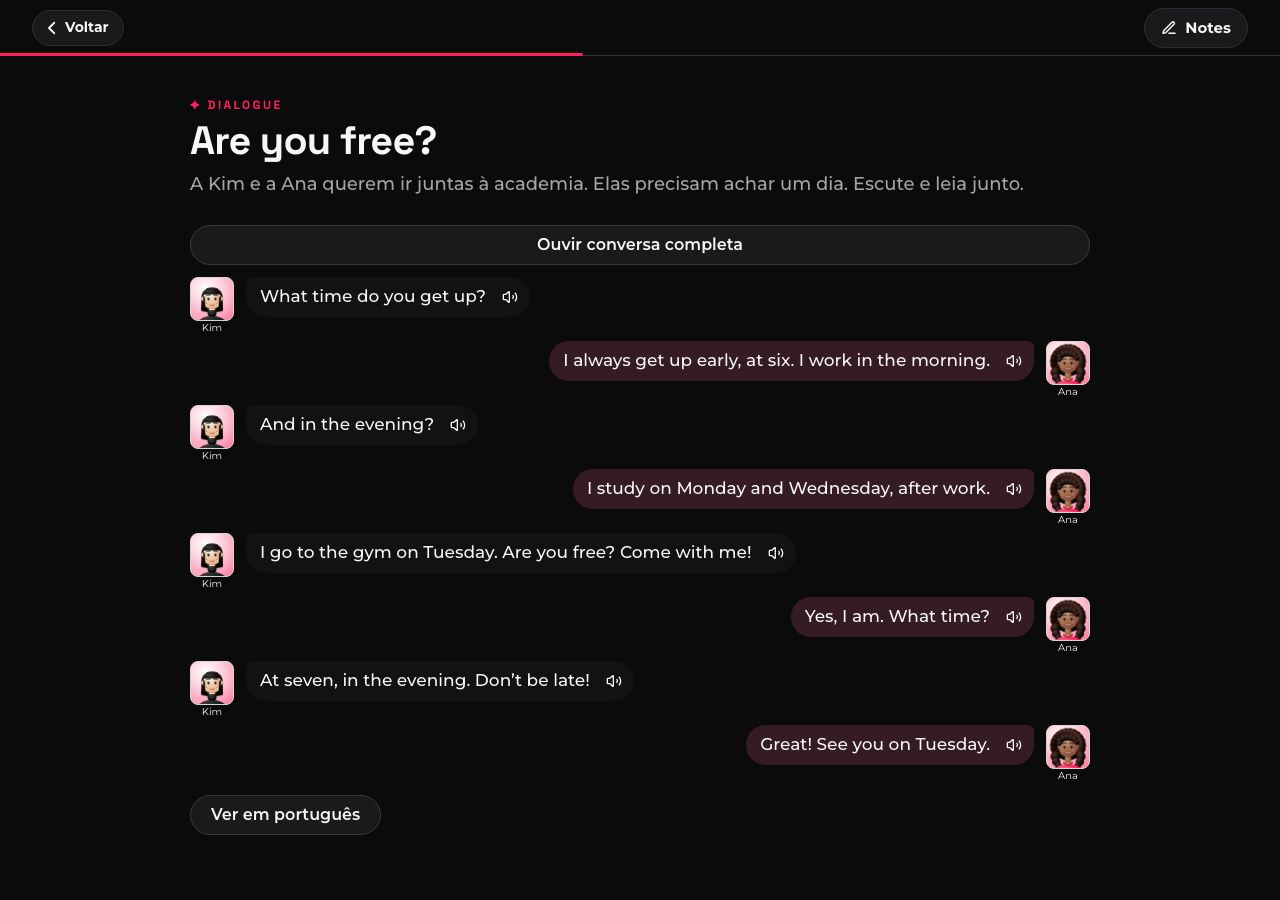 Voltar
Notes
DIALOGUE
Are you free?
A Kim e a Ana querem ir juntas à academia. Elas precisam achar um dia. Escute e leia junto.
Ouvir conversa completa
What time do you get up?
Kim
I always get up early, at six. I work in the morning.
Ana
And in the evening?
Kim
I study on Monday and Wednesday, after work.
Ana
I go to the gym on Tuesday. Are you free? Come with me!
Kim
Yes, I am. What time?
Ana
At seven, in the evening. Don’t be late!
Kim
Great! See you on Tuesday.
Ana
Ver em português